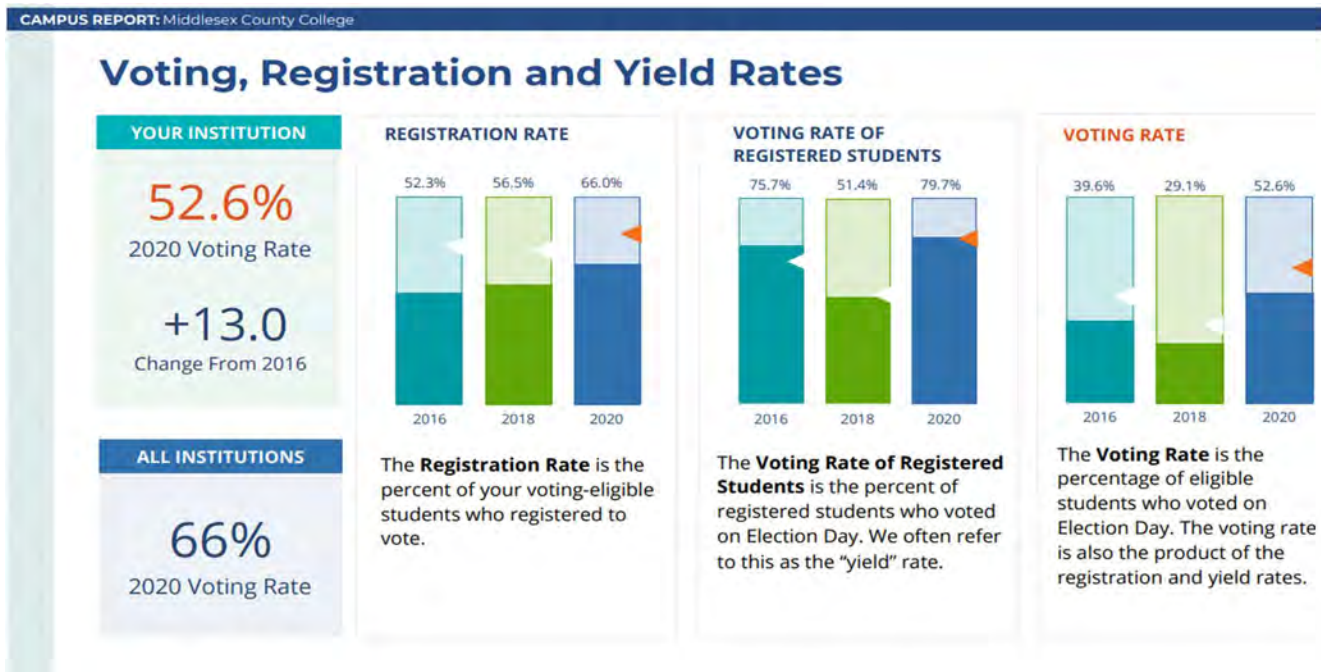 CAMPUS REPORT: Middlesex County College
Voting, Registration and Yield Rates
YOUR INSTITUTION
52.6%
2020 Voting Rate
+13.0
Change From 2016
ALL INSTITUTIONS
66%
2020 Voting Rate
REGISTRATION RATE
52.3% 56.5% 66.0%
2016 2018 2020
The Registration Rate is the
percent of your voting-eligible
students who registered to
vote.
VOTING RATE OF
REGISTERED STUDENTS
75.7% 51.4% 79.7%
2016 2018 2020
The Voting Rate of Registered
Students is the percent of
registered students who voted
on Election Day. We often refer
to this as the “yield” rate.
VOTING RATE
39.6% 29.1% 52.6%
2016 2018 2020
The Voting Rate is the
percentage of eligible
students who voted on
Election Day. The voting rate
is also the product of the
registration and yield rates.